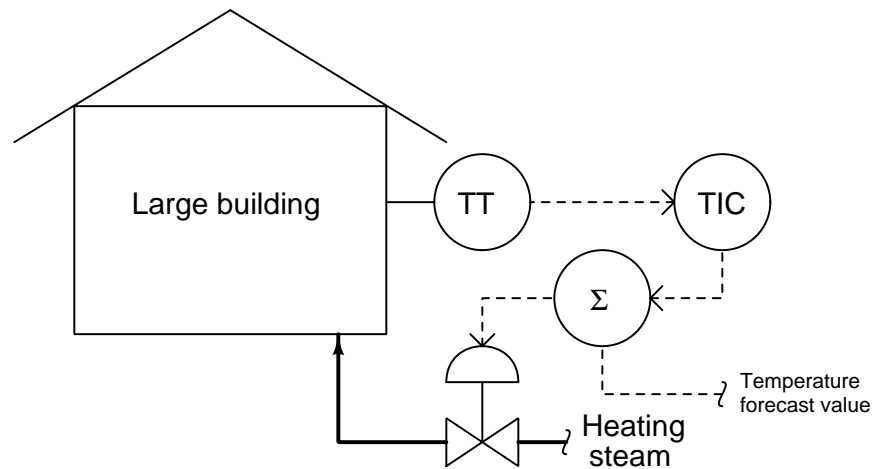 Large building
TT
TIC
Σ
Temperature
forecast value
Heating
steam